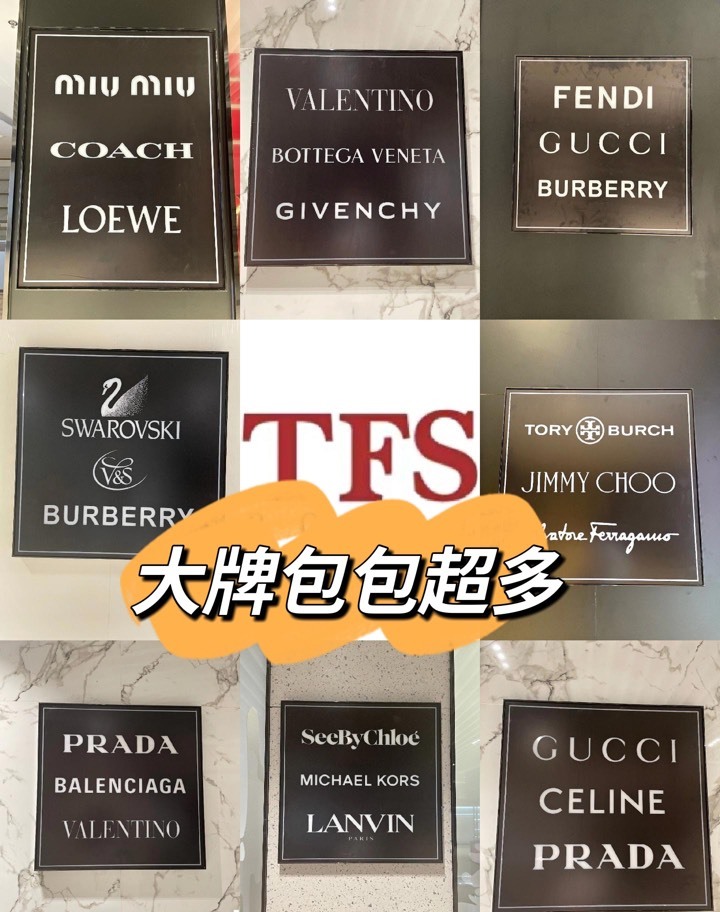 miu miu
COACH
LOEWE
VALENTINO
BOTTEGA VENETA
GIVENCHY
FENDI
GUCCI
BURBERRY
SWAROVSKI
V&S
BURBERRY
TFS
TORY BURCH
JIMMY CHOO
Ferragamo
大牌包包超多
PRADA
BALENCIAGA
VALENTINO
SeeByChloé
MICHAEL KORS
LANVIN
PARIS
GUCCI
CELINE
PRADA